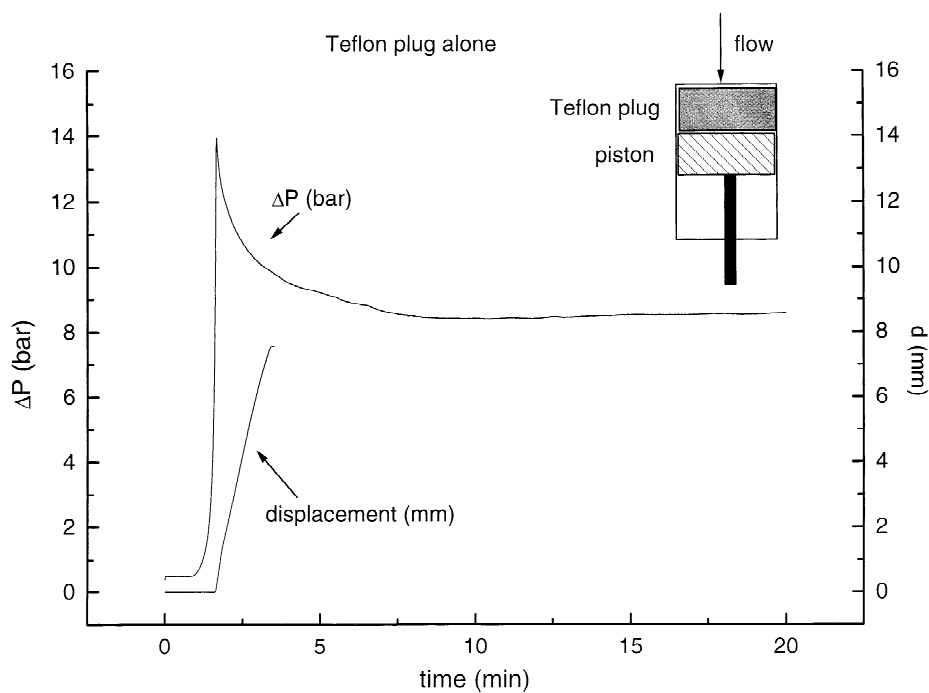 Teflon plug alone
flow
Teflon plug
piston
ΔP (bar)
displacement (mm)
16
14
12
10
8
6
4
2
0
ΔP (bar)
16
14
12
10
8
6
4
2
0
d (mm)
0
5
10
15
20
time (min)